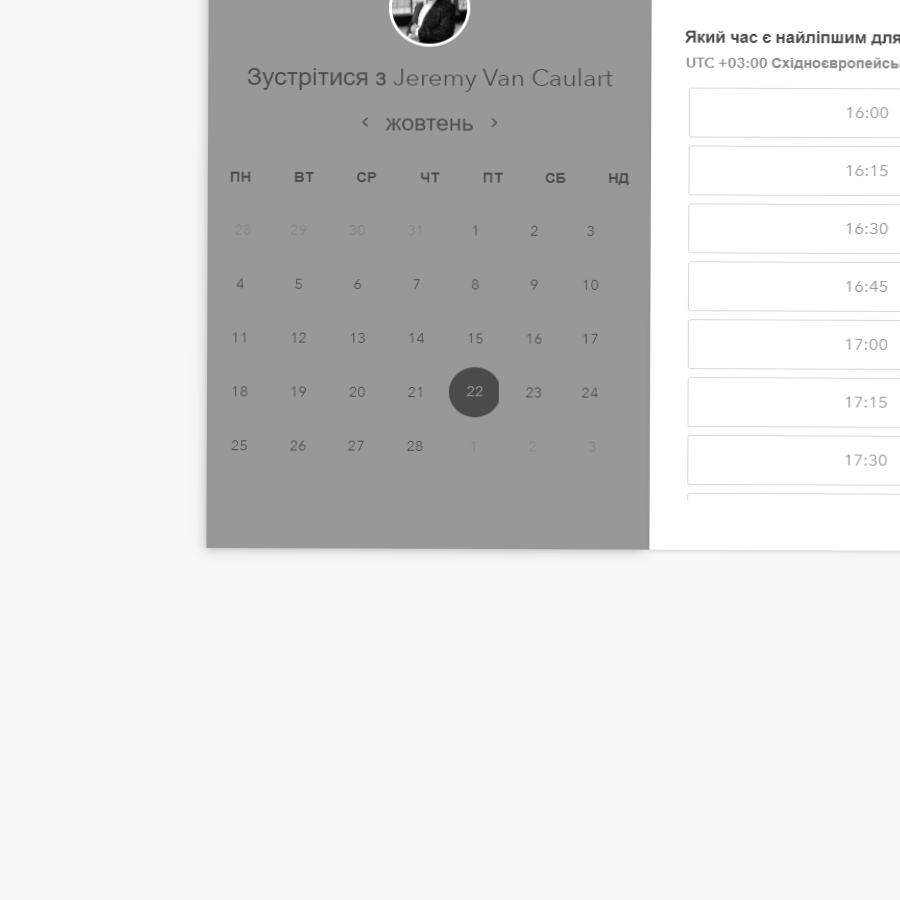 Зустрітися з Jeremy Van Caulart
жовтень
ПН ВТ СР ЧТ ПТ СБ НД
28 29 30 31 1 2 3
4 5 6 7 8 9 10
11 12 13 14 15 16 17
18 19 20 21 22 23 24
25 26 27 28 1 2 3
Який час є найліпшим для
UTC +03:00
16:00
16:15
16:30
16:45
17:00
17:15
17:30